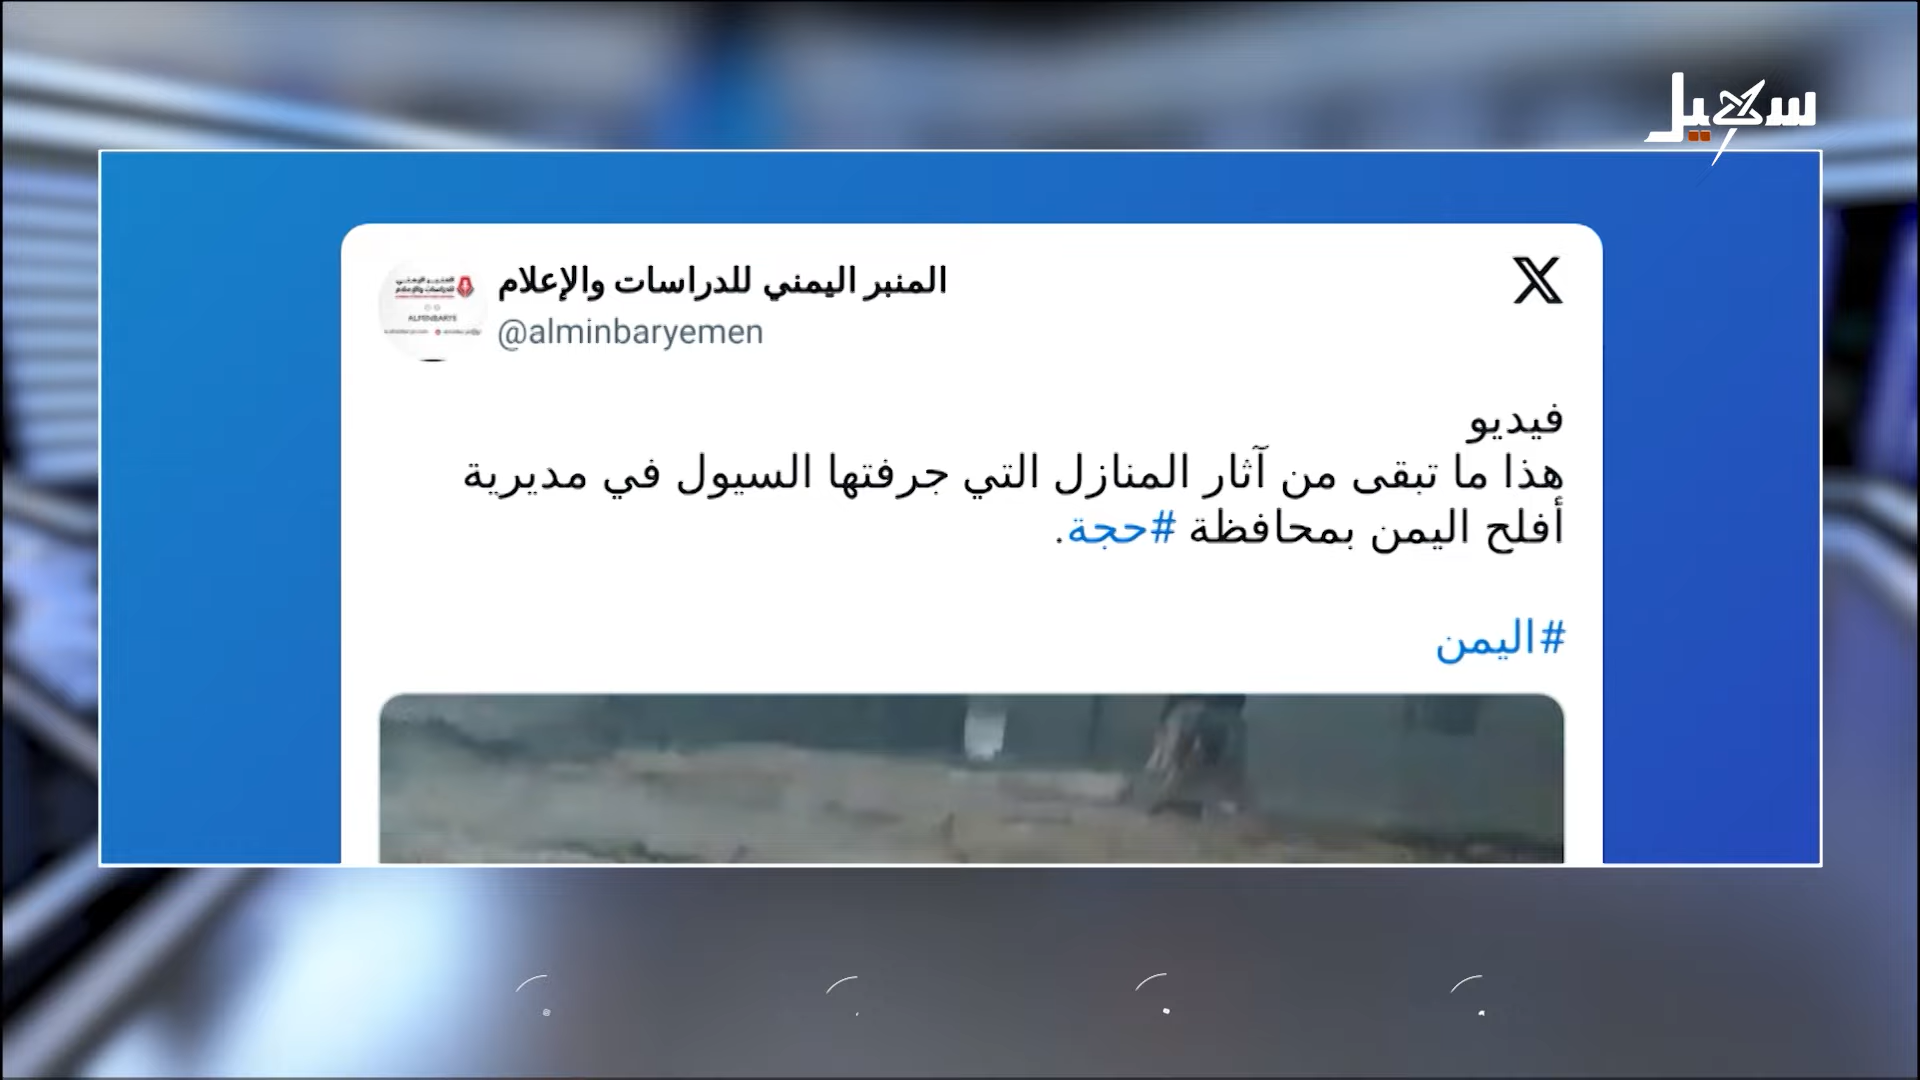 سهيل
المنبر اليمني للدراسات والإعلام
@alminbaryemen
فيديو
هذا ما تبقى من آثار المنازل التي جرفتها السيول في مديرية
أفلح اليمن بمحافظة #حجة.
#اليمن